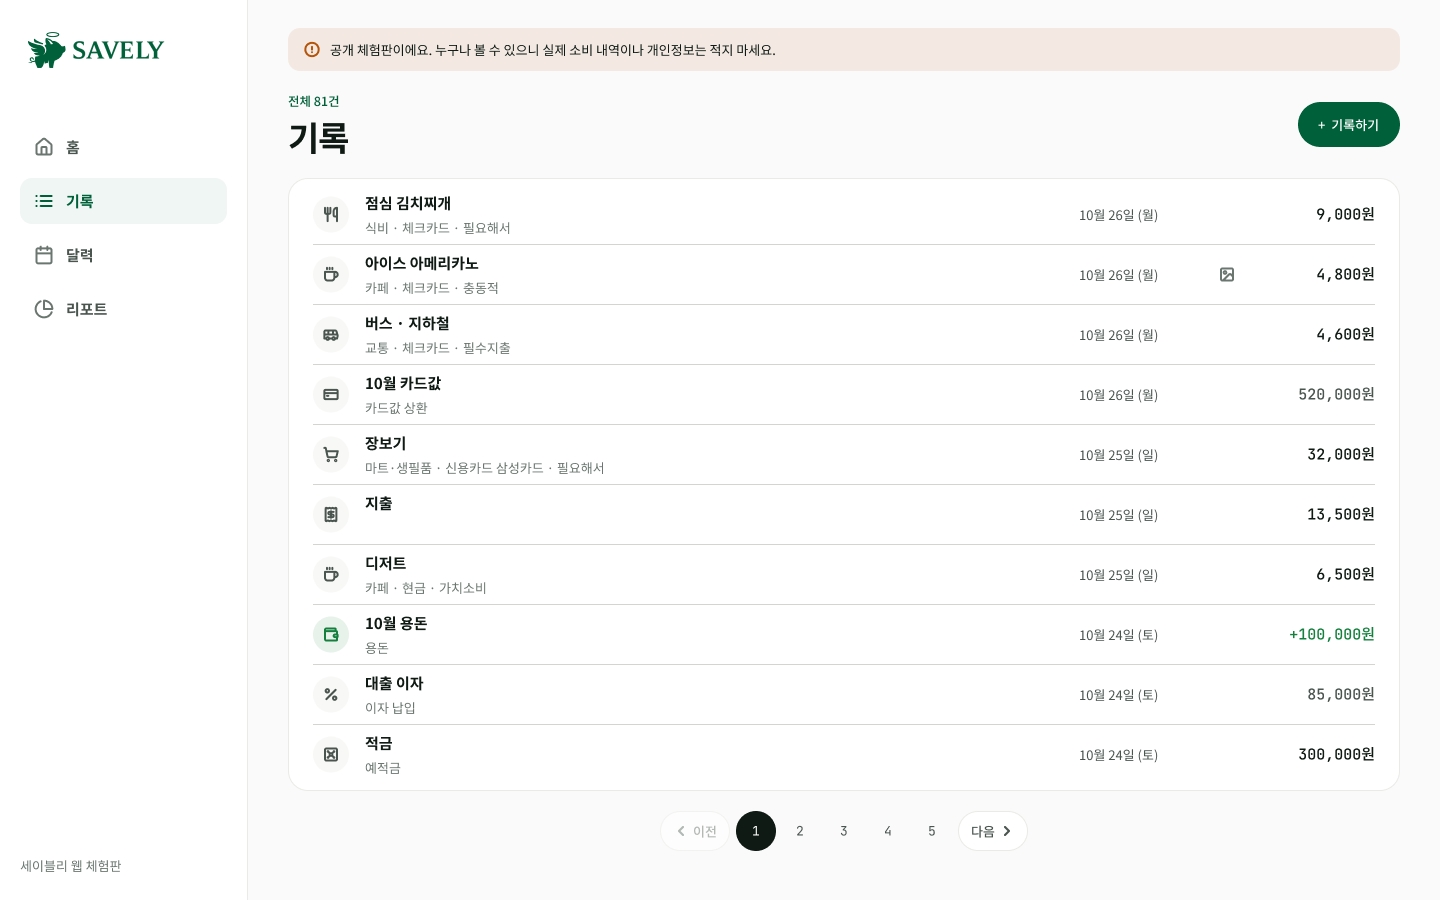 SAVELY
홈
기록
달력
리포트
세이블리 웹 체험판
공개 체험판이에요. 누구나 볼 수 있으니 실제 소비 내역이나 개인정보는 적지 마세요.
전체 81건
기록
+ 기록하기
점심 김치찌개
식비 · 체크카드 · 필요해서
10월 26일 (월)
9,000원
아이스 아메리카노
카페 · 체크카드 · 충동적
10월 26일 (월)
4,800원
버스 · 지하철
교통 · 체크카드 · 필수지출
10월 26일 (월)
4,600원
10월 카드값
카드값 상환
10월 26일 (월)
520,000원
장보기
마트·생필품 · 신용카드 삼성카드 · 필요해서
10월 25일 (일)
32,000원
지출
10월 25일 (일)
13,500원
디저트
카페 · 현금 · 가치소비
10월 25일 (일)
6,500원
10월 용돈
용돈
10월 24일 (토)
+100,000원
대출 이자
이자 납입
10월 24일 (토)
85,000원
적금
예적금
10월 24일 (토)
300,000원
이전 1 2 3 4 5 다음